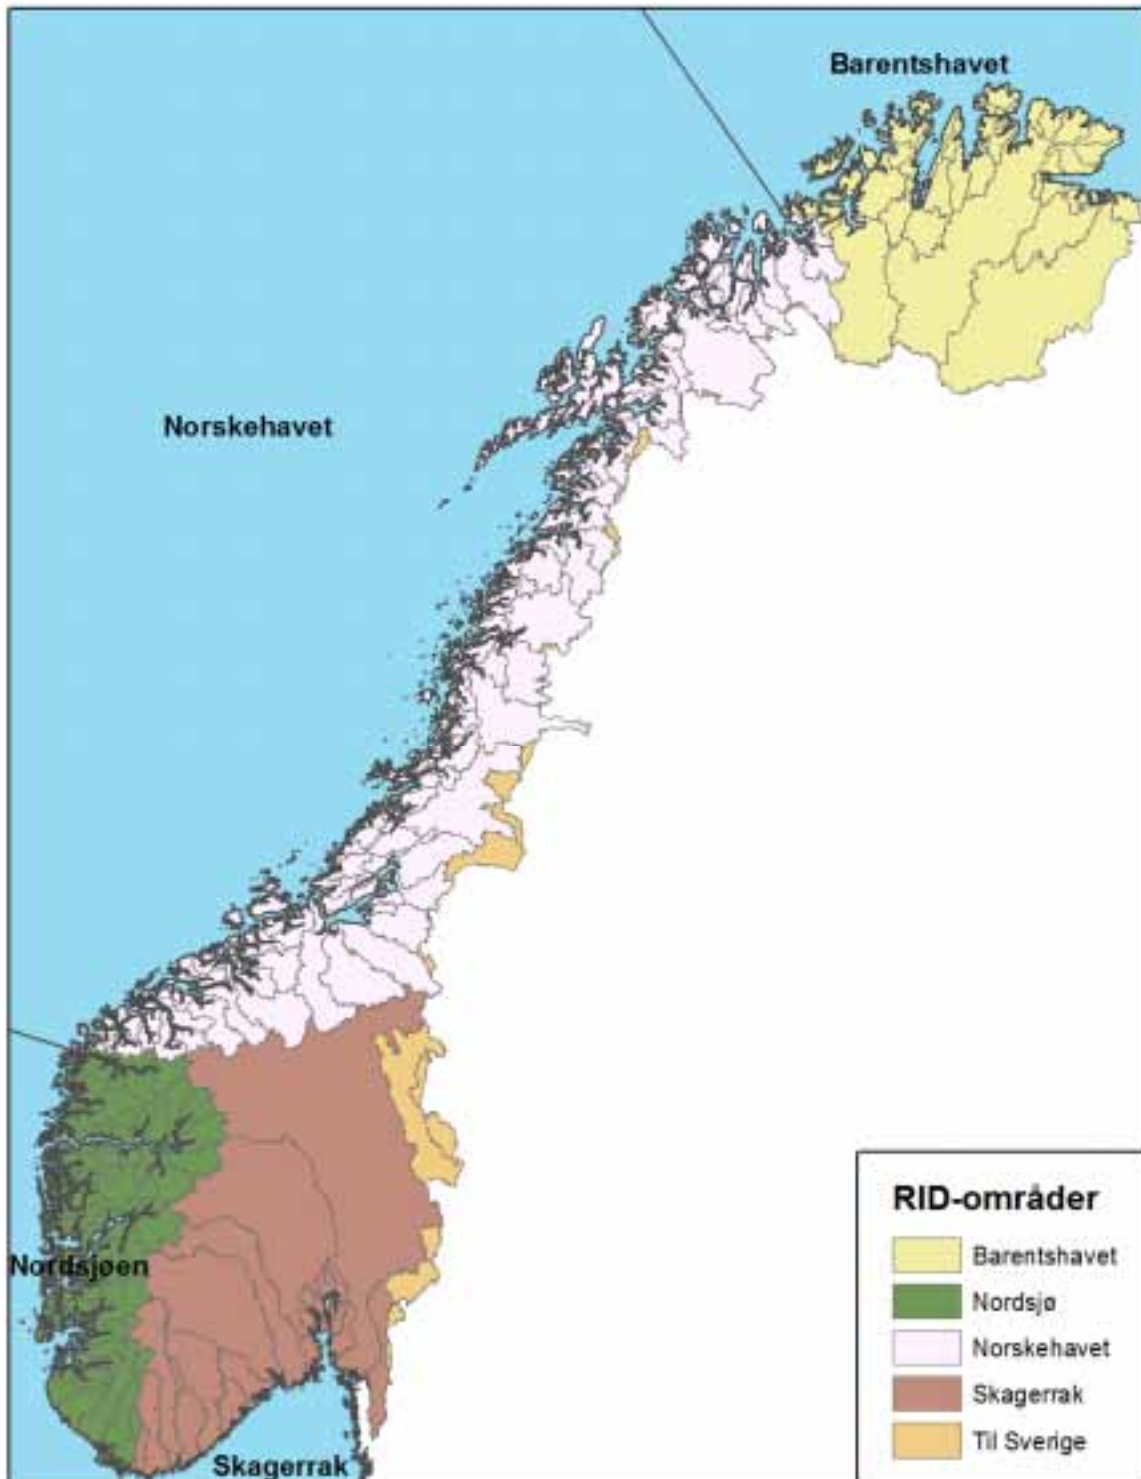 Barentshavet
Norskehavet
Nordsjøen
Skagerrak
RID-områder
Barentshavet
Nordsjø
Norskehavet
Skagerrak
Til Sverige